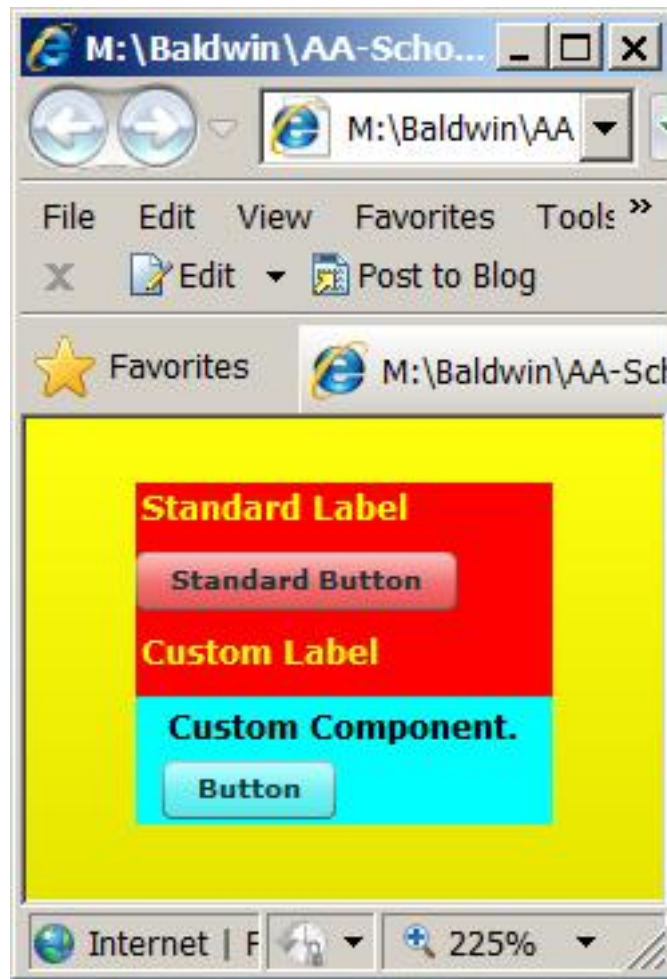 M:\Baldwin\AA-Scho...
M:\Baldwin\AA
File Edit View Favorites Tools »
X Edit Post to Blog
Favorites M:\Baldwin\AA-Sch
Standard Label
Standard Button
Custom Label
Custom Component.
Button
Internet | F 225%